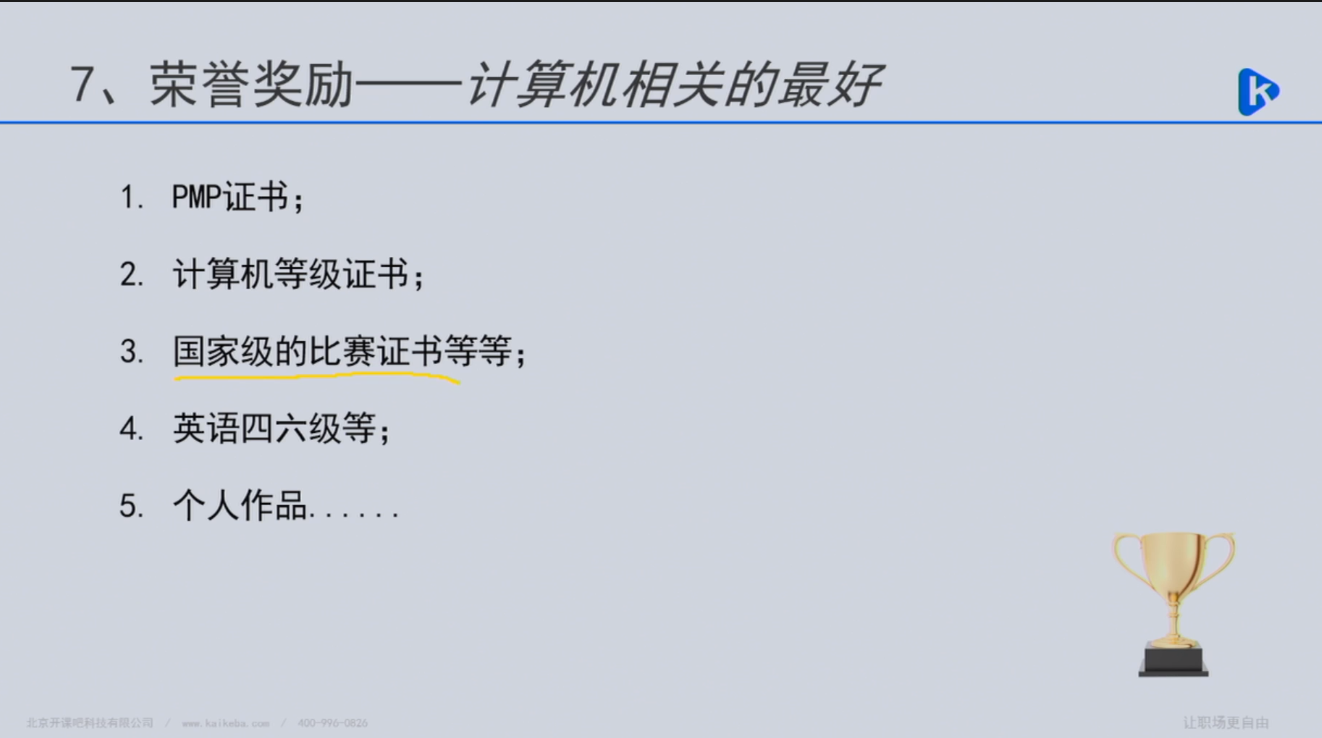 7、荣誉奖励——计算机相关的最好
1. PMP证书；
2. 计算机等级证书；
3. 国家级的比赛证书等等；
4. 英语四六级等；
5. 个人作品......
北京开课吧科技有限公司 / www.kaikeba.com / 400-996-0826
让职场更自由